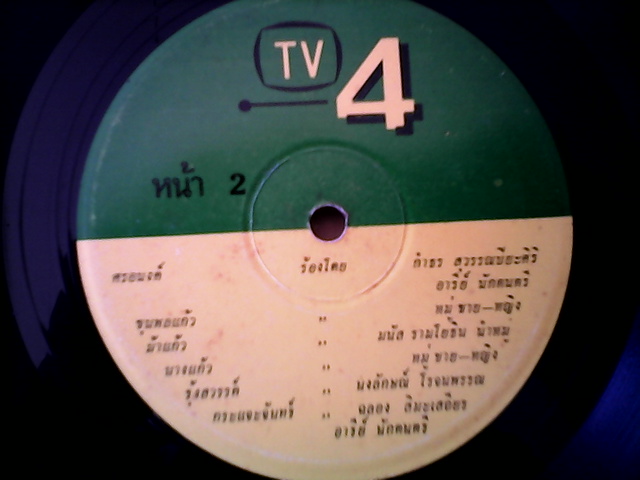 TV 4
หน้า 2
ศรอนงค์ ร้องโดย กำธร สุวรรณปิยะศิริ
อารีย์ นักดนตรี
หมู่ ชาย-หญิง
ขุนพลแก้ว " มนัส รามโยธิน นำหมู่
ม้าแก้ว " หมู่ ชาย-หญิง
นางแก้ว " นงลักษณ์ โรจนพรรณ
รุ้งสวรรค์ " ฉลอง สิมะเสถียร
กระแจะจันทร์ " อารีย์ นักดนตรี